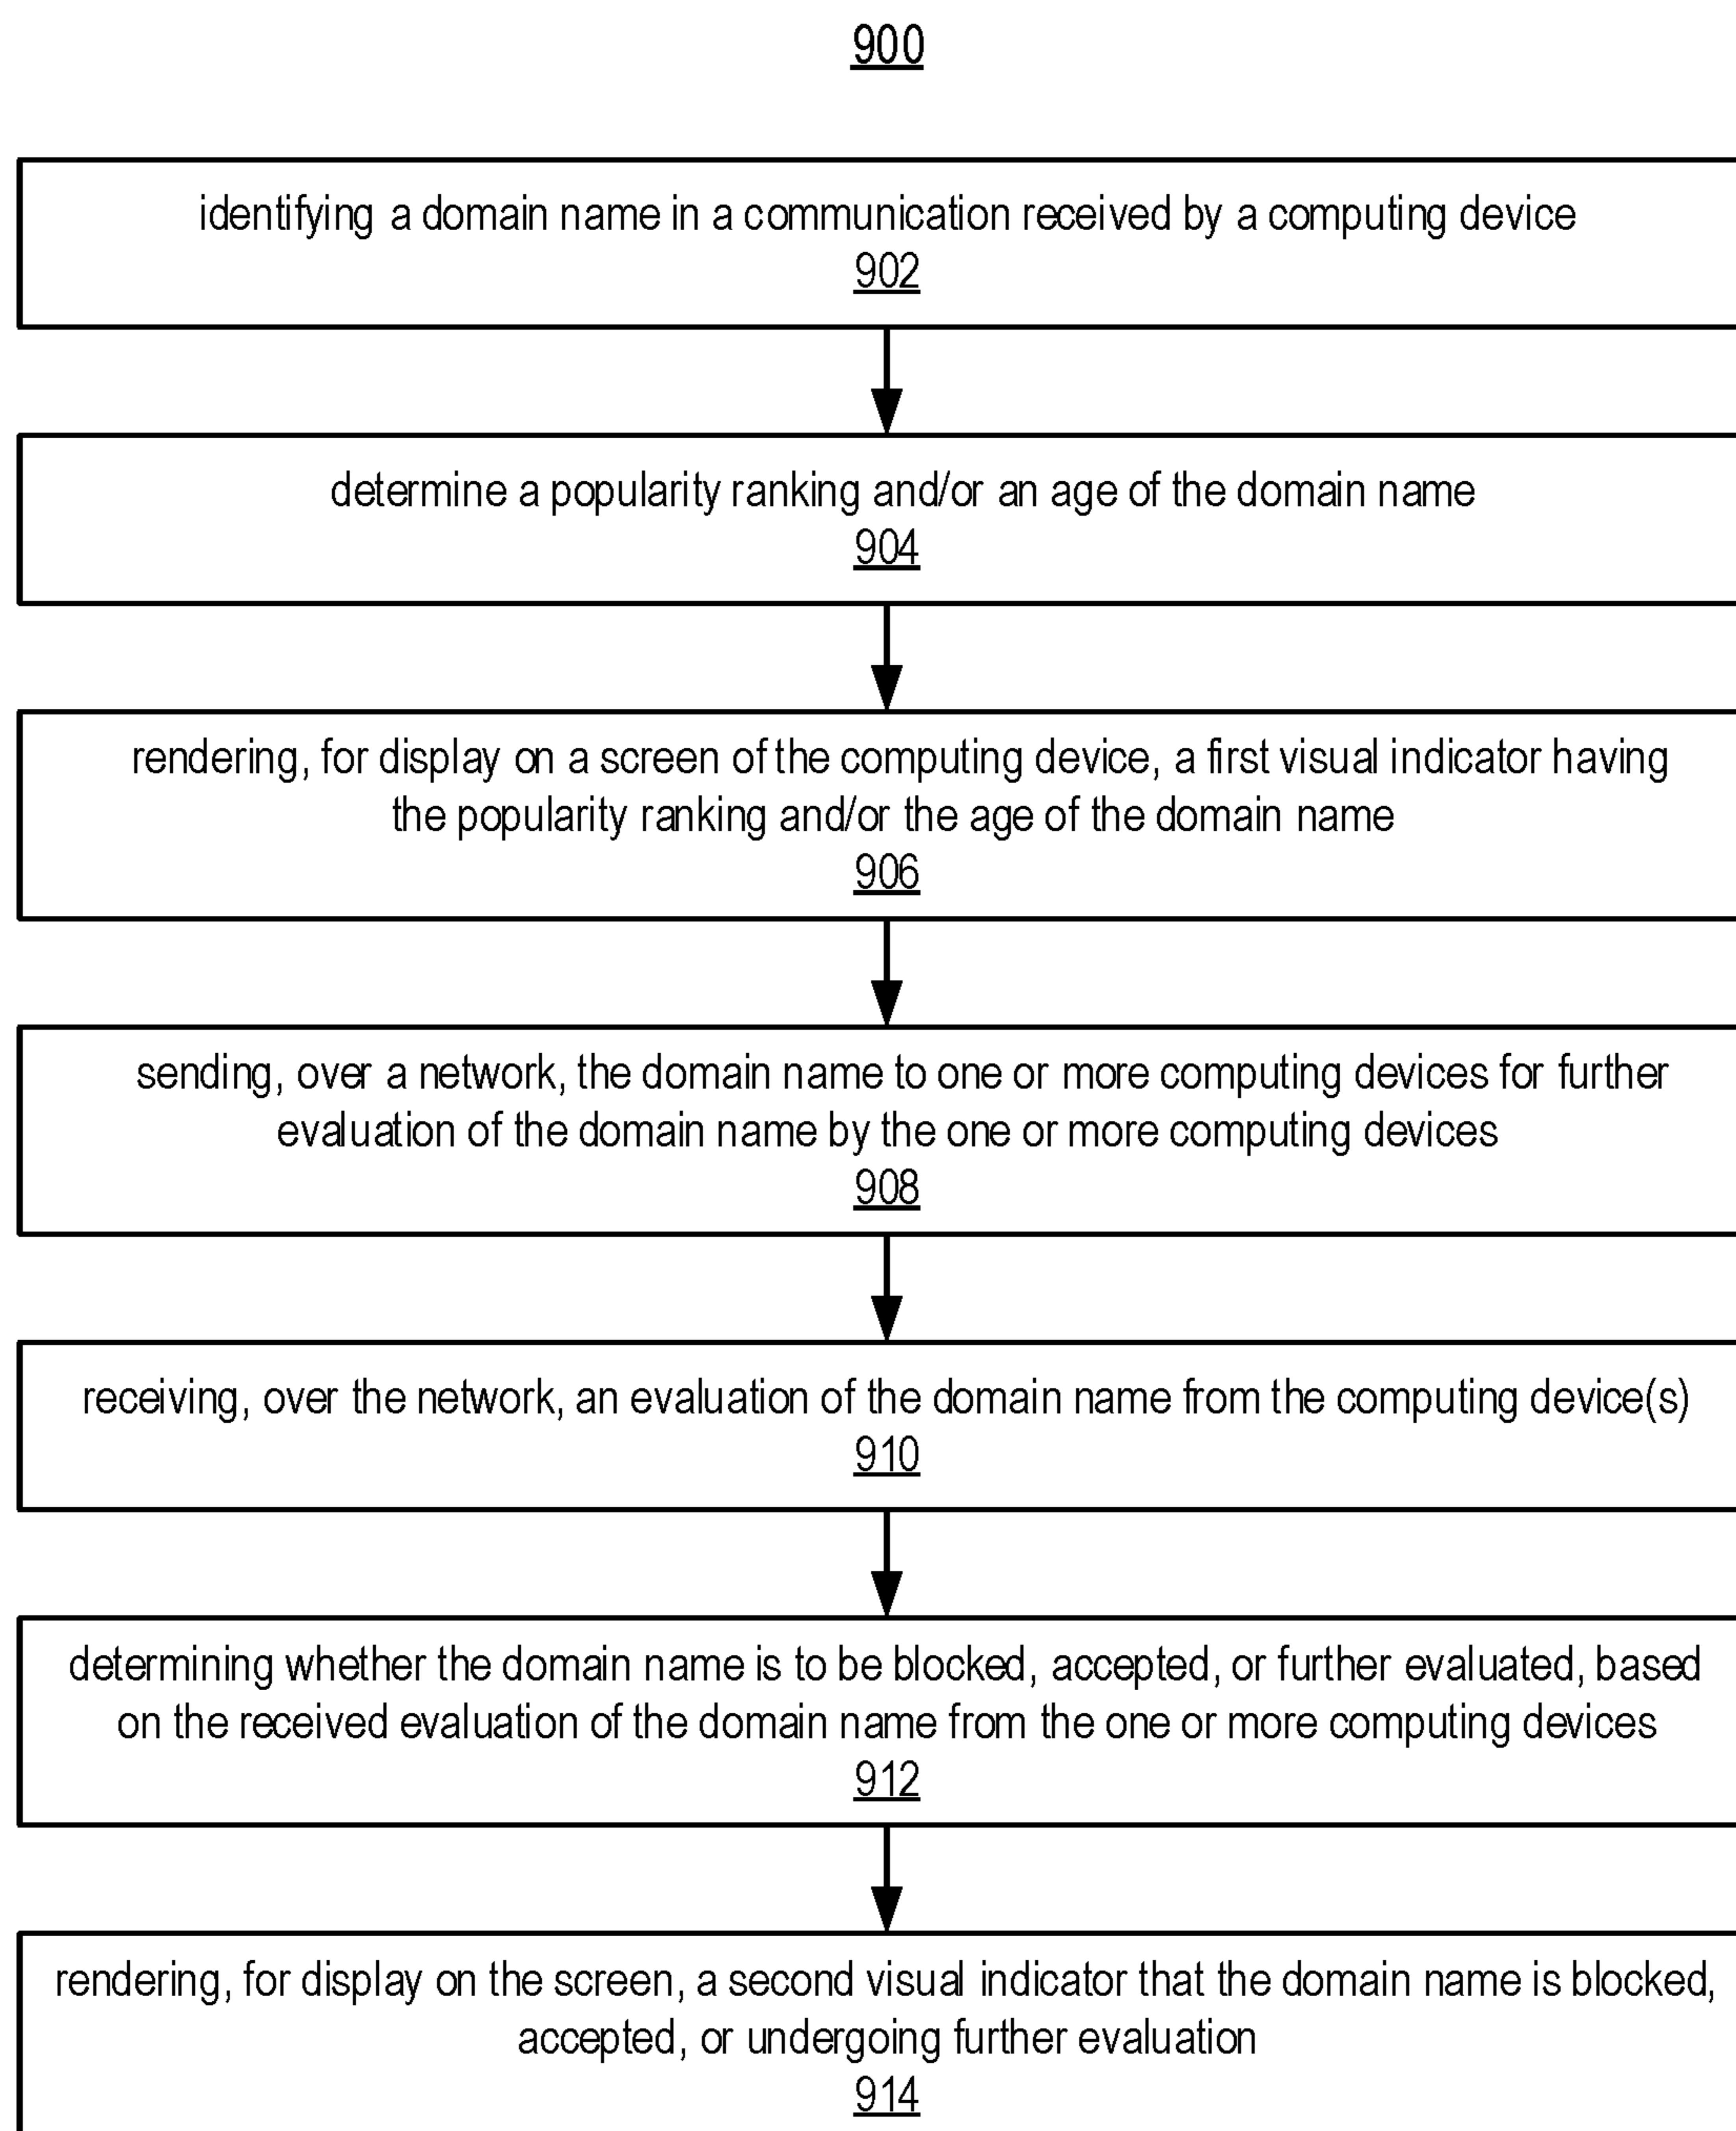 900
identifying a domain name in a communication received by a computing device
902
determine a popularity ranking and/or an age of the domain name
904
rendering, for display on a screen of the computing device, a first visual indicator having
the popularity ranking and/or the age of the domain name
906
sending, over a network, the domain name to one or more computing devices for further
evaluation of the domain name by the one or more computing devices
908
receiving, over the network, an evaluation of the domain name from the computing device(s)
910
determining whether the domain name is to be blocked, accepted, or further evaluated, based
on the received evaluation of the domain name from the one or more computing devices
912
rendering, for display on the screen, a second visual indicator that the domain name is blocked,
accepted, or undergoing further evaluation
914